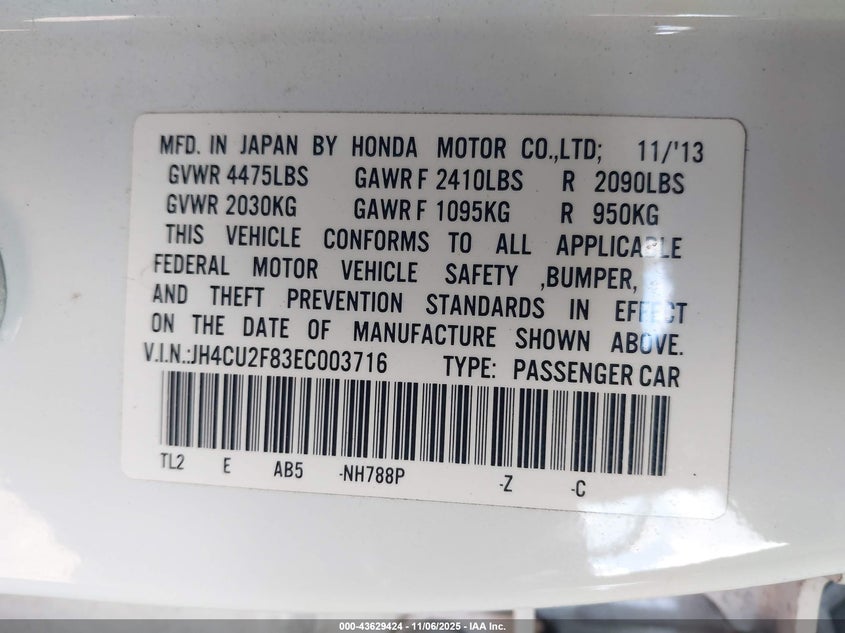 MFD. IN JAPAN BY HONDA MOTOR CO.,LTD; 11/'13
GVWR 4475LBS GAWR F 2410LBS R 2090LBS
GVWR 2030KG GAWR F 1095KG R 950KG
THIS VEHICLE CONFORMS TO ALL APPLICABLE
FEDERAL MOTOR VEHICLE SAFETY ,BUMPER,
AND THEFT PREVENTION STANDARDS IN EFFECT
ON THE DATE OF MANUFACTURE SHOWN ABOVE.
V.I.N.:JH4CU2F83EC003716 TYPE: PASSENGER CAR
TL2 E AB5 -NH788P -Z -C
000-43629424 - 11/06/2025 - IAA Inc.